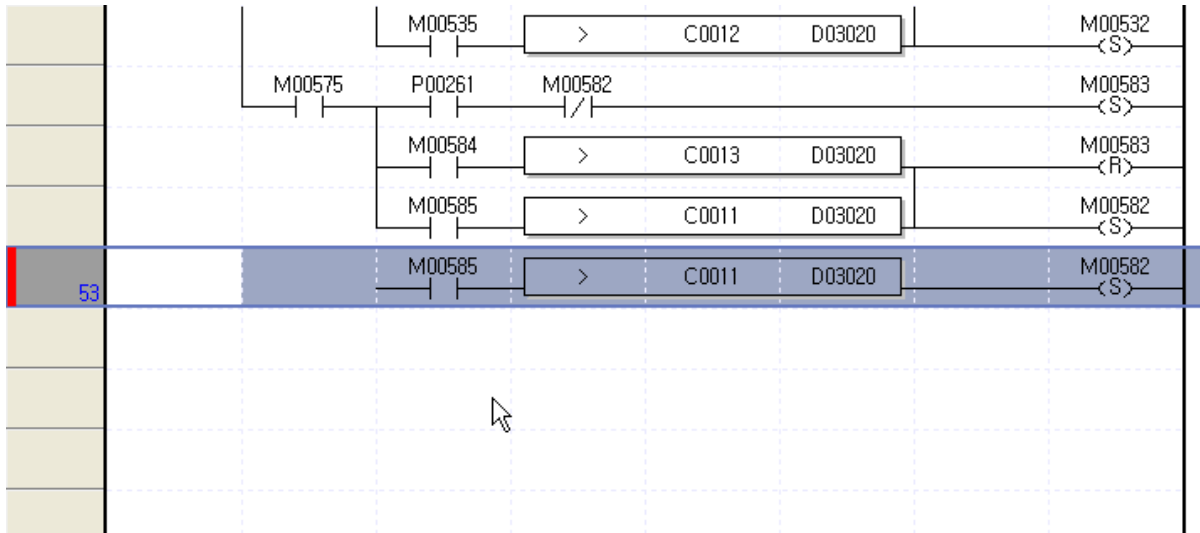 M00535 > C0012 D03020 M00532
(S)
M00575 P00261 M00582 M00583
(S)
M00584 > C0013 D03020 M00583
(R)
M00585 > C0011 D03020 M00582
(S)
M00585 > C0011 D03020 M00582
53 (S)